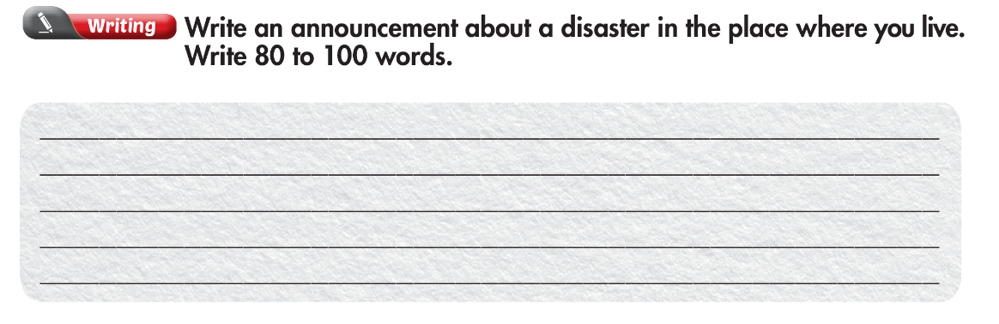 Writing Write an announcement about a disaster in the place where you live.
Write 80 to 100 words.